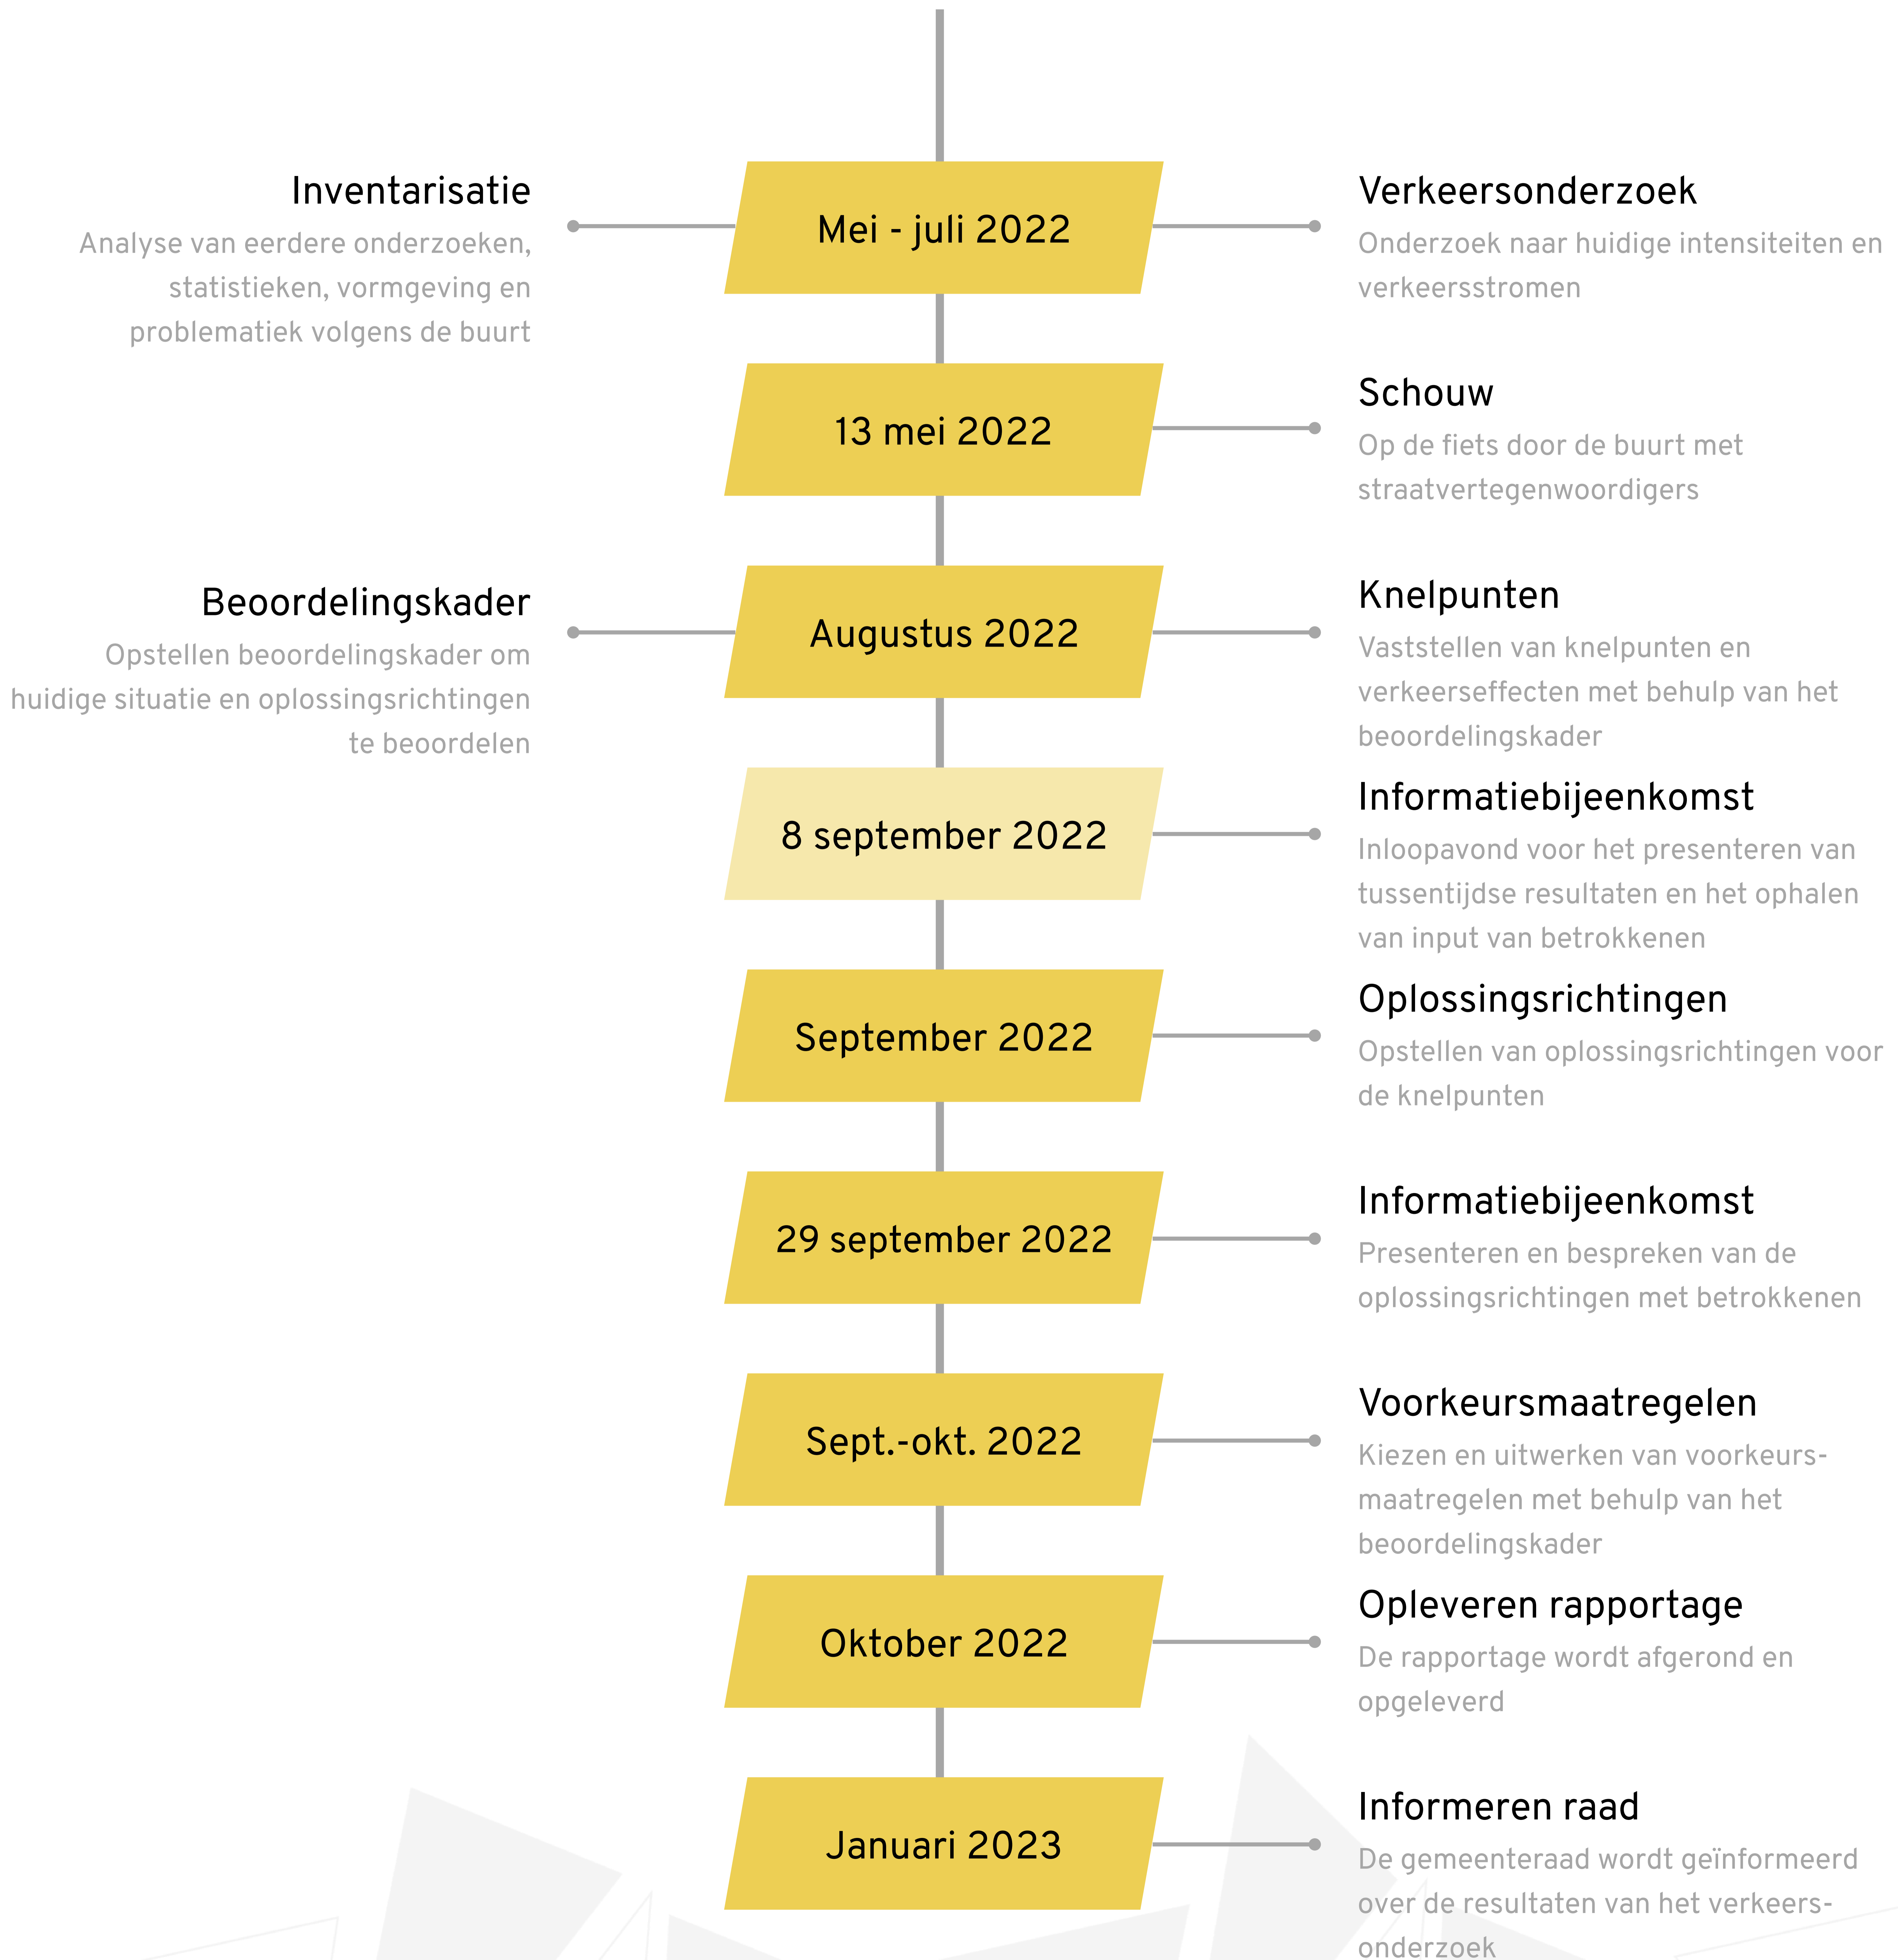 Inventarisatie
Analyse van eerdere onderzoeken,
statistieken, vormgeving en
problematiek volgens de buurt
Mei - juli 2022
Verkeersonderzoek
Onderzoek naar huidige intensiteiten en
verkeersstromen
13 mei 2022
Schouw
Op de fiets door de buurt met
straatvertegenwoordigers
Beoordelingskader
Opstellen beoordelingskader om
huidige situatie en oplossingsrichtingen
te beoordelen
Augustus 2022
Knelpunten
Vaststellen van knelpunten en
verkeerseffecten met behulp van het
beoordelingskader
8 september 2022
Informatiebijeenkomst
Inloopavond voor het presenteren van
tussentijdse resultaten en het ophalen
van input van betrokkenen
September 2022
Oplossingsrichtingen
Opstellen van oplossingsrichtingen voor
de knelpunten
29 september 2022
Informatiebijeenkomst
Presenteren en bespreken van de
oplossingsrichtingen met betrokkenen
Sept.-okt. 2022
Voorkeursmaatregelen
Kiezen en uitwerken van voorkeurs-
maatregelen met behulp van het
beoordelingskader
Oktober 2022
Opleveren rapportage
De rapportage wordt afgerond en
opgeleverd
Januari 2023
Informeren raad
De gemeenteraad wordt geïnformeerd
over de resultaten van het verkeers-
onderzoek